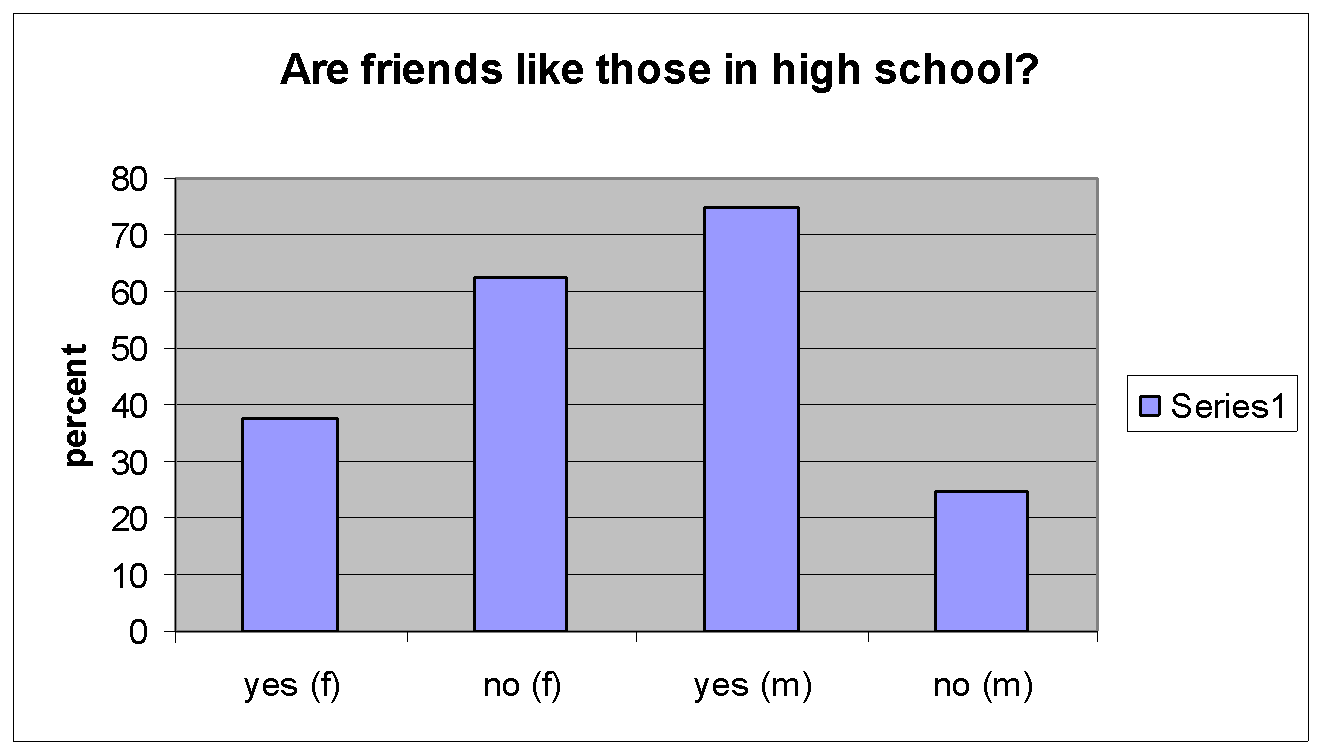 Are friends like those in high school?
80
70
60
50
40
30
20
10
0
percent
yes (f)
no (f)
yes (m)
no (m)
Series1